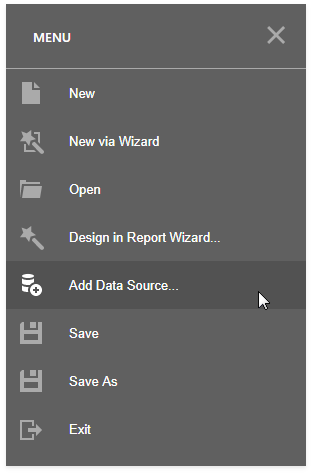 MENU
New
New via Wizard
Open
Design in Report Wizard...
Add Data Source...
Save
Save As
Exit